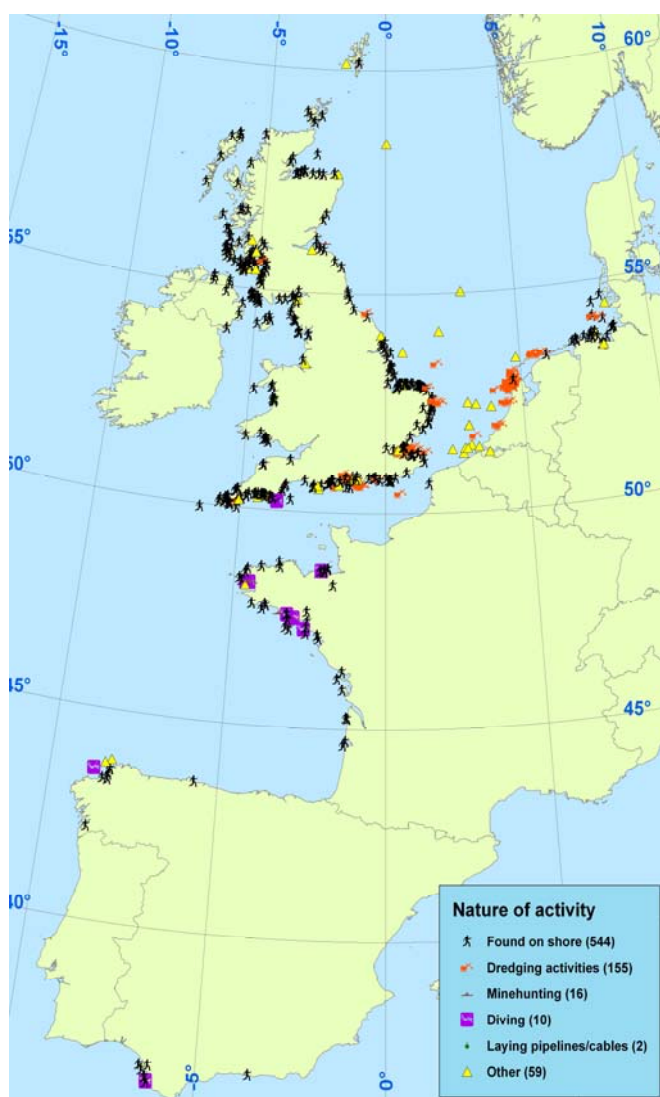 -15°
-10°
-5°
0°
5°
10°
60°
55°
55°
50°
50°
45°
45°
40°
-5°
0°
Nature of activity
Found on shore (544)
Dredging activities (155)
Minehunting (16)
Diving (10)
Laying pipelines/cables (2)
Other (59)